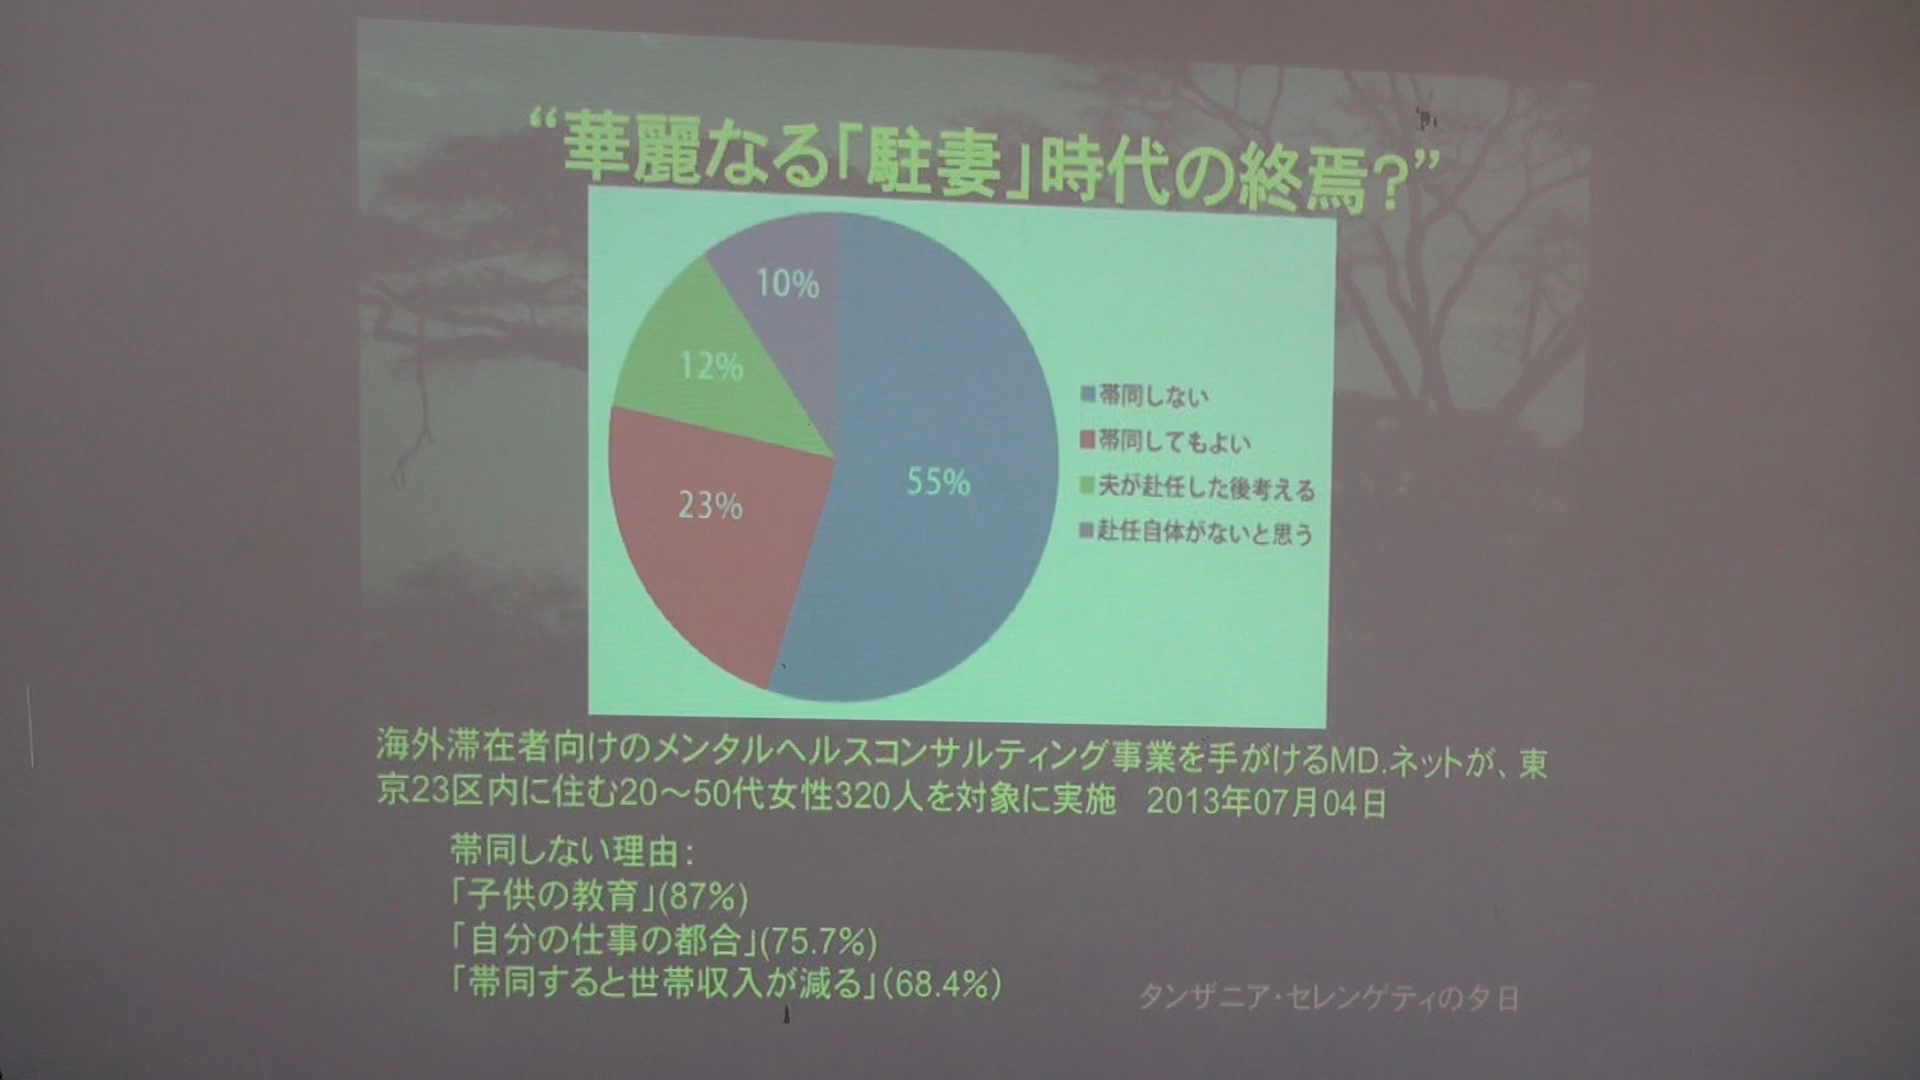 “華麗なる「駐妻」時代の終焉?”
10%
12%
23%
55%
帯同しない
帯同してもよい
夫が赴任した後考える
赴任自体がないと思う
海外滞在者向けのメンタルヘルスコンサルティング事業を手がけるMD.ネットが、東
京23区内に住む20～50代女性320人を対象に実施　2013年07月04日
帯同しない理由：
「子供の教育」(87%)
「自分の仕事の都合」(75.7%)
「帯同すると世帯収入が減る」(68.4%)
タンザニア・セレンゲティの夕日